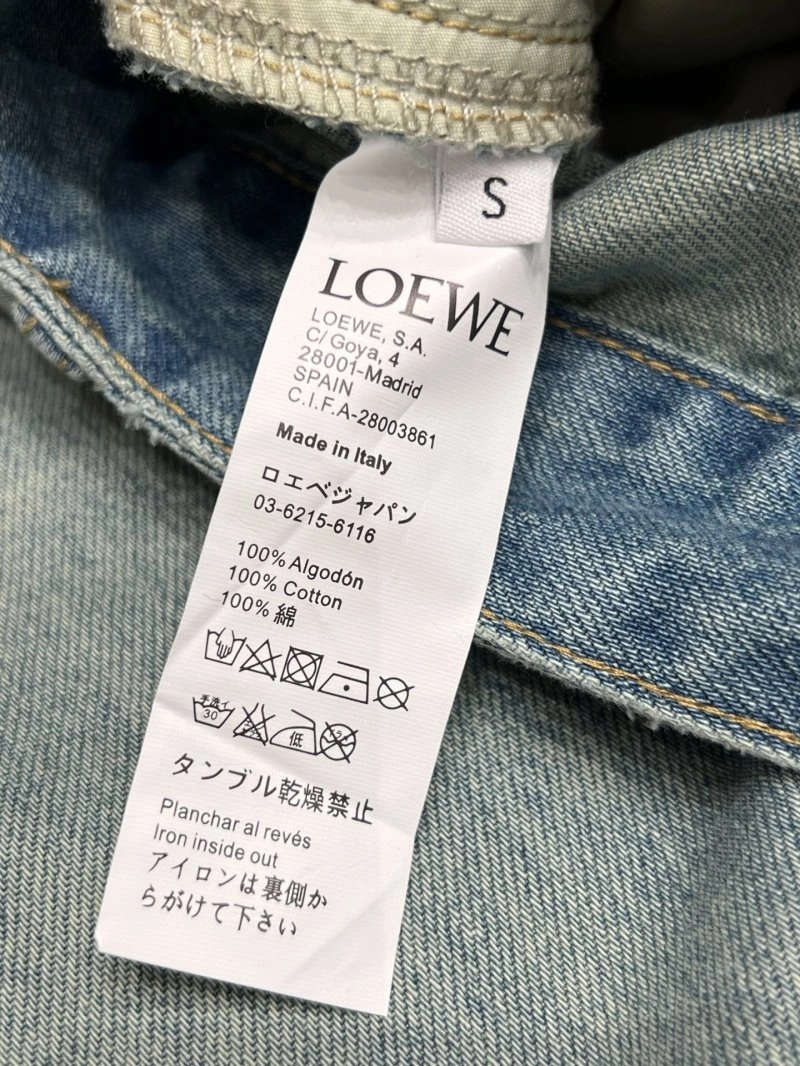 S
LOEWE
LOEWE, S.A.
C/ Goya, 4
28001-Madrid
SPAIN
C.I.F.A-28003861
Made in Italy
ロエベジャパン
03-6215-6116
100% Algodón
100% Cotton
100% 綿
手洗イ
30
低
タンブル乾燥禁止
Planchar al revés
Iron inside out
アイロンは裏側か
らがけて下さい